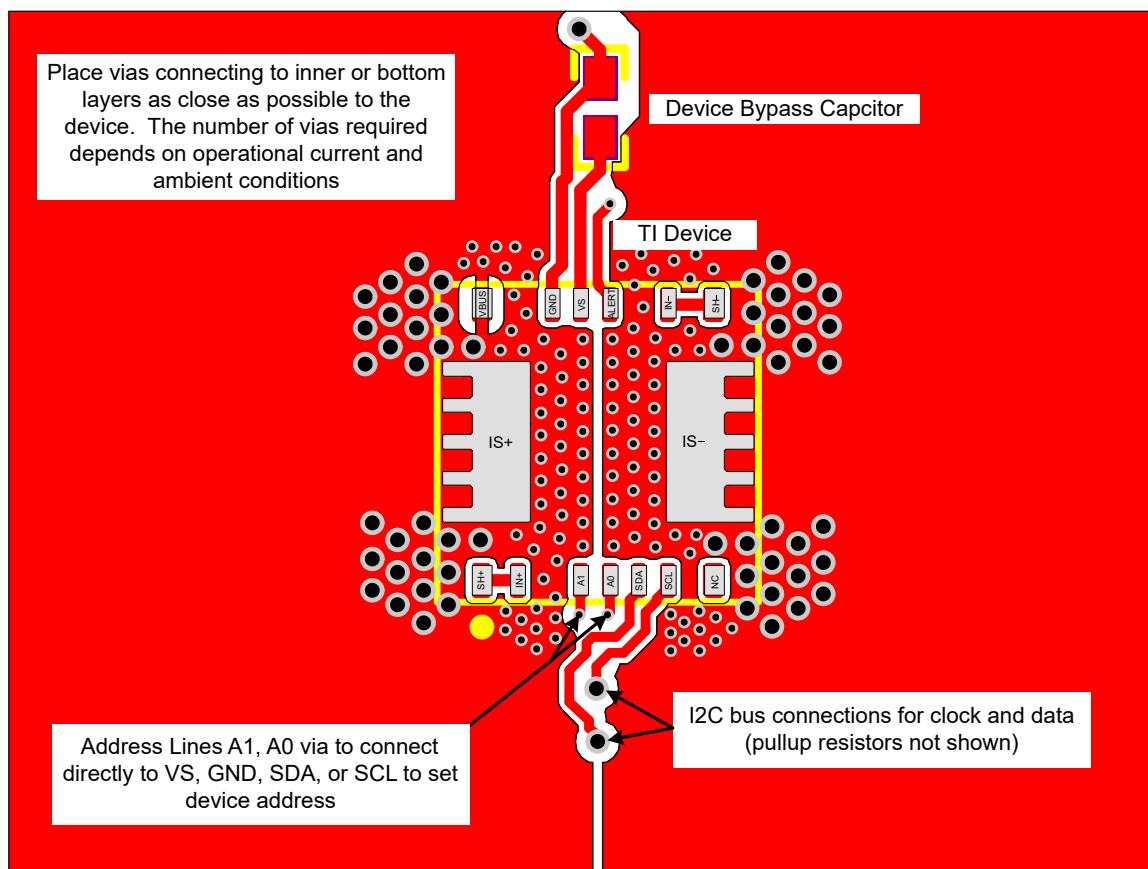 Place vias connecting to inner or bottom
layers as close as possible to the
device.  The number of vias required
depends on operational current and
ambient conditions
Device Bypass Capcitor
TI Device
VBUS
GND
VS
ALERT
IN−
SH−
IS+
IS−
SH+
IN+
A1
A0
SDA
SCL
NC
Address Lines A1, A0 via to connect
directly to VS, GND, SDA, or SCL to set
device address
I2C bus connections for clock and data
(pullup resistors not shown)